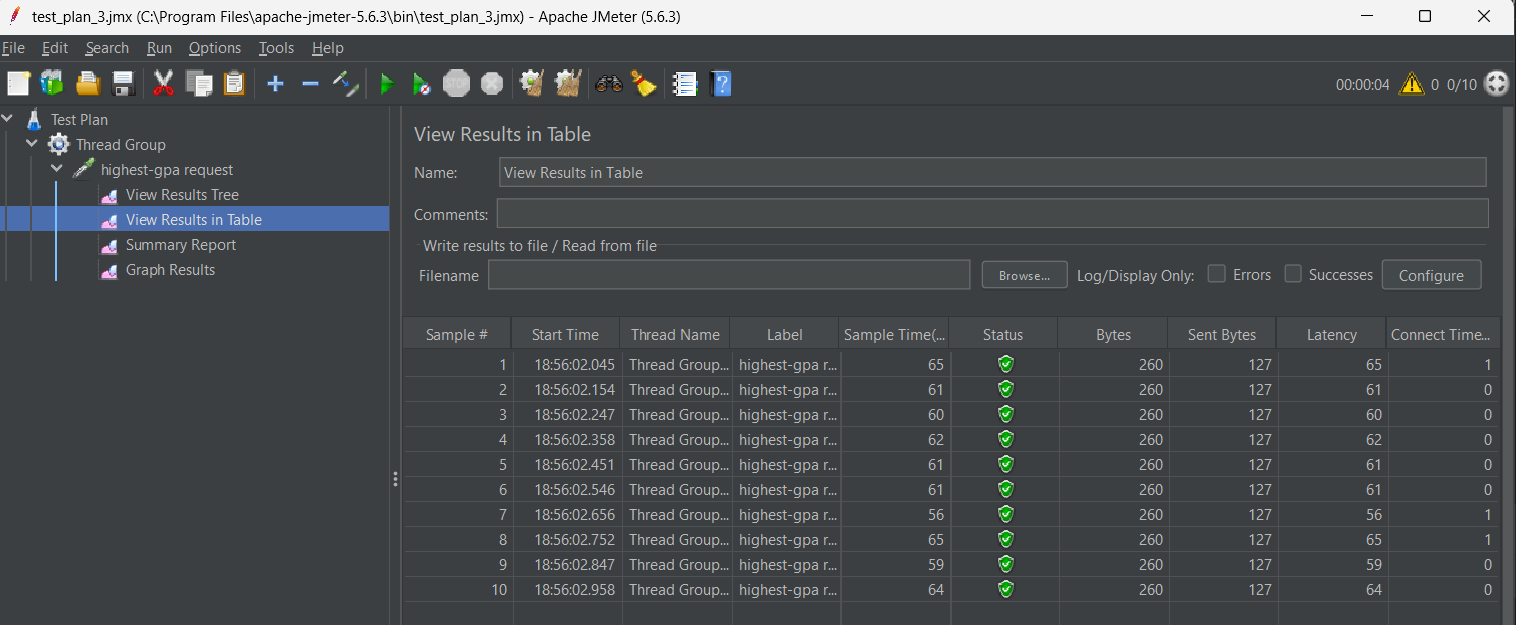 test_plan_3.jmx (C:\Program Files\apache-jmeter-5.6.3\bin\test_plan_3.jmx) - Apache JMeter (5.6.3)
File Edit Search Run Options Tools Help
STOP 00:00:04 0 0/10
Test Plan
Thread Group
highest-gpa request
View Results Tree
View Results in Table
Summary Report
Graph Results
View Results in Table
Name: View Results in Table
Comments:
Write results to file / Read from file
Filename Browse... Log/Display Only: Errors Successes Configure
Sample # Start Time Thread Name Label Sample Time(... Status Bytes Sent Bytes Latency Connect Time...
1 18:56:02.045 Thread Group... highest-gpa r... 65 260 127 65 1
2 18:56:02.154 Thread Group... highest-gpa r... 61 260 127 61 0
3 18:56:02.247 Thread Group... highest-gpa r... 60 260 127 60 0
4 18:56:02.358 Thread Group... highest-gpa r... 62 260 127 62 0
5 18:56:02.451 Thread Group... highest-gpa r... 61 260 127 61 0
6 18:56:02.546 Thread Group... highest-gpa r... 61 260 127 61 0
7 18:56:02.656 Thread Group... highest-gpa r... 56 260 127 56 1
8 18:56:02.752 Thread Group... highest-gpa r... 65 260 127 65 1
9 18:56:02.847 Thread Group... highest-gpa r... 59 260 127 59 0
10 18:56:02.958 Thread Group... highest-gpa r... 64 260 127 64 0